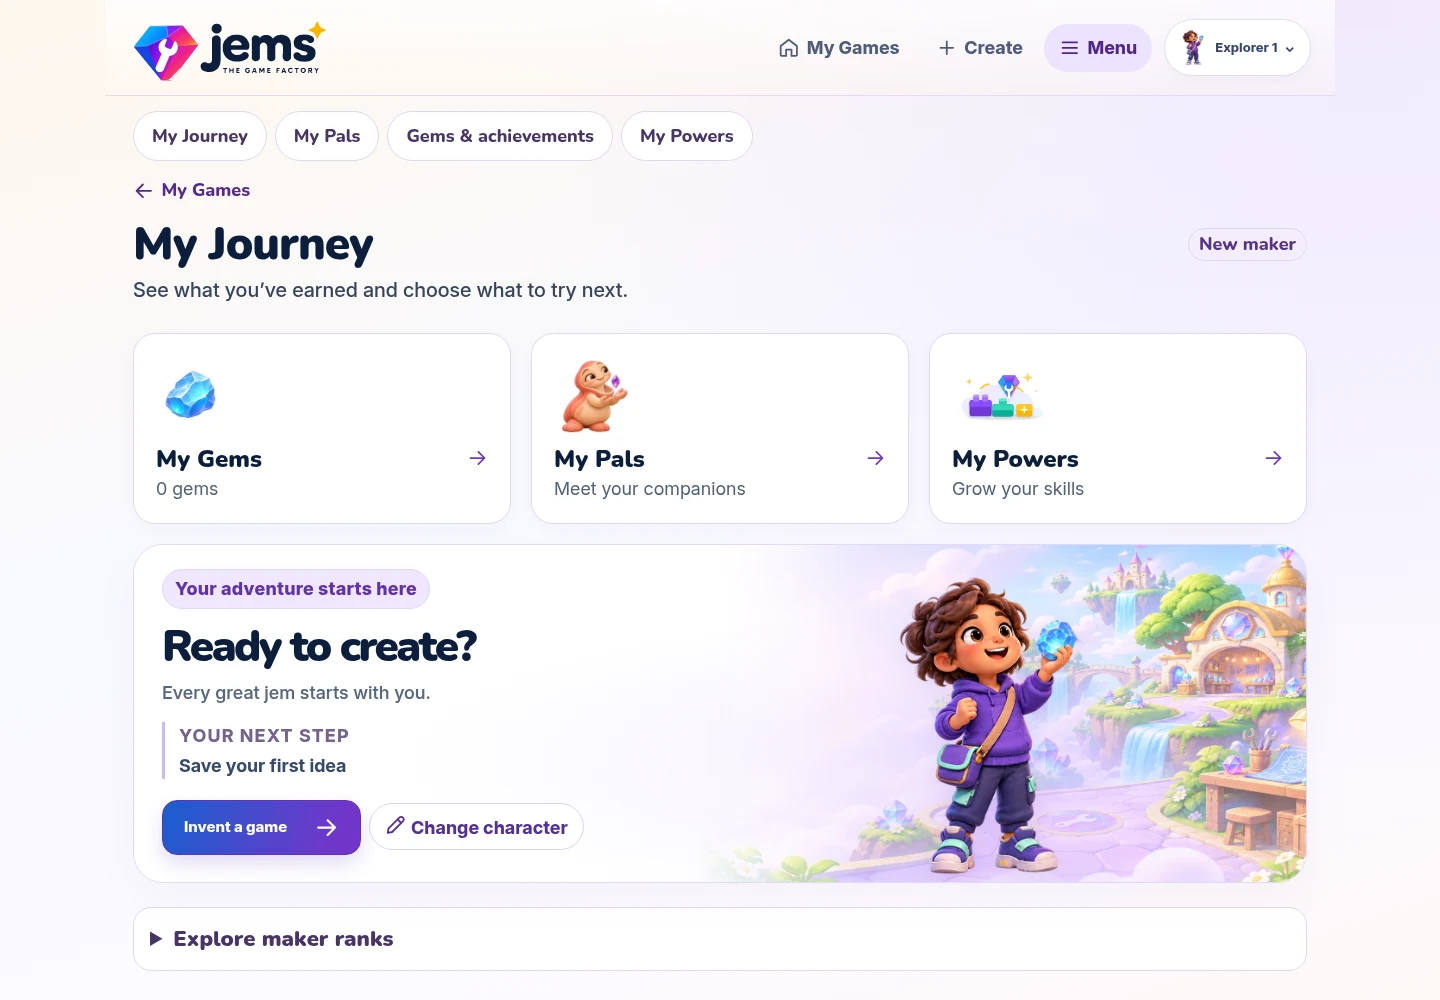 jems
THE GAME FACTORY
My Games
Create
Menu
Explorer 1
My Journey
My Pals
Gems & achievements
My Powers
My Games
My Journey
New maker
See what you’ve earned and choose what to try next.
My Gems
0 gems
My Pals
Meet your companions
My Powers
Grow your skills
Your adventure starts here
Ready to create?
Every great jem starts with you.
YOUR NEXT STEP
Save your first idea
Invent a game
Change character
Explore maker ranks